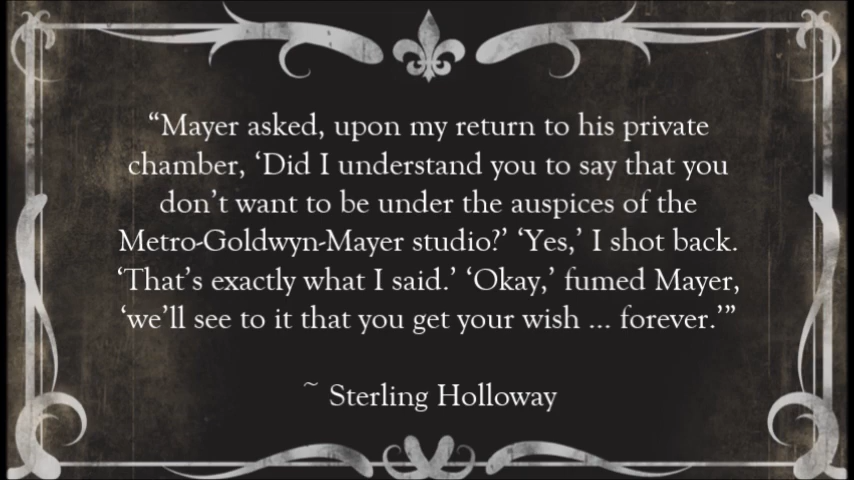 “Mayer asked, upon my return to his private
chamber, ‘Did I understand you to say that you
don’t want to be under the auspices of the
Metro-Goldwyn-Mayer studio?’ ‘Yes,’ I shot back.
‘That’s exactly what I said.’ ‘Okay,’ fumed Mayer,
‘we’ll see to it that you get your wish ... forever.’”
~ Sterling Holloway